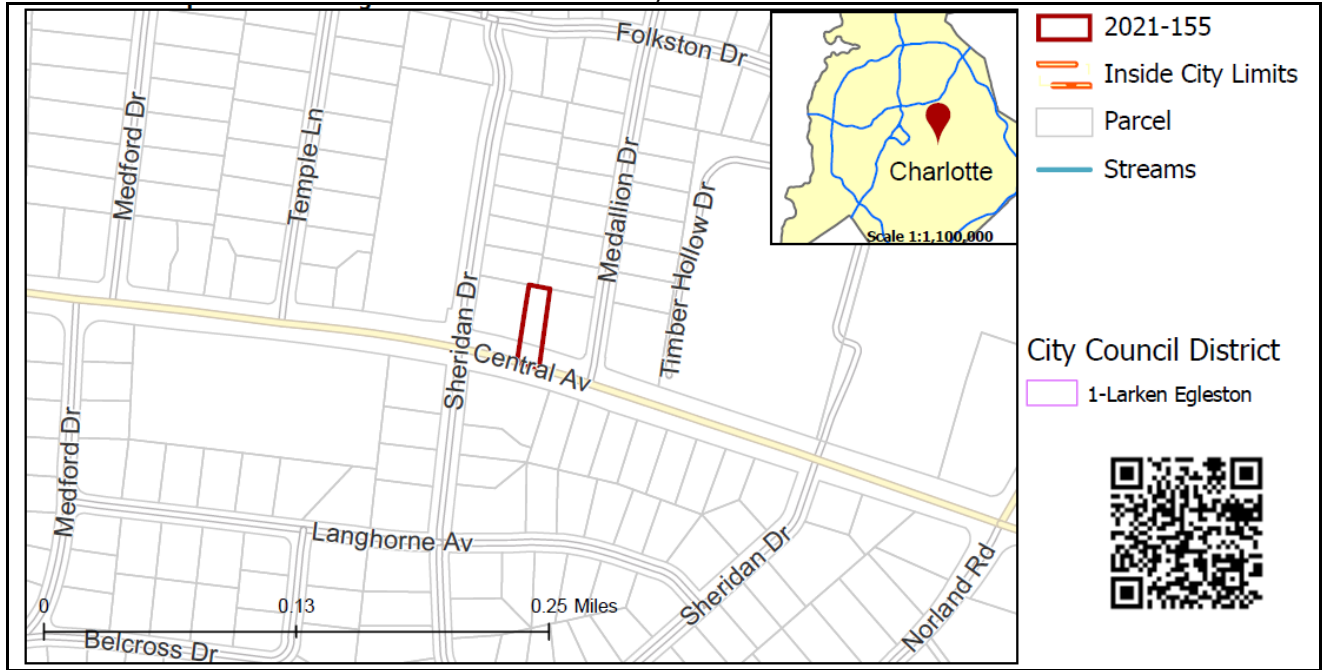 Folkston Dr
Medford Dr
Temple Ln
Medallion Dr
Timber Hollow Dr
Sheridan Dr
Central Av
Medford Dr
Langhorne Av
Sheridan Dr
Norland Rd
Belcross Dr
0
0.13
0.25 Miles
Charlotte
Scale 1:1,100,000
2021-155
Inside City Limits
Parcel
Streams
City Council District
1-Larken Egleston